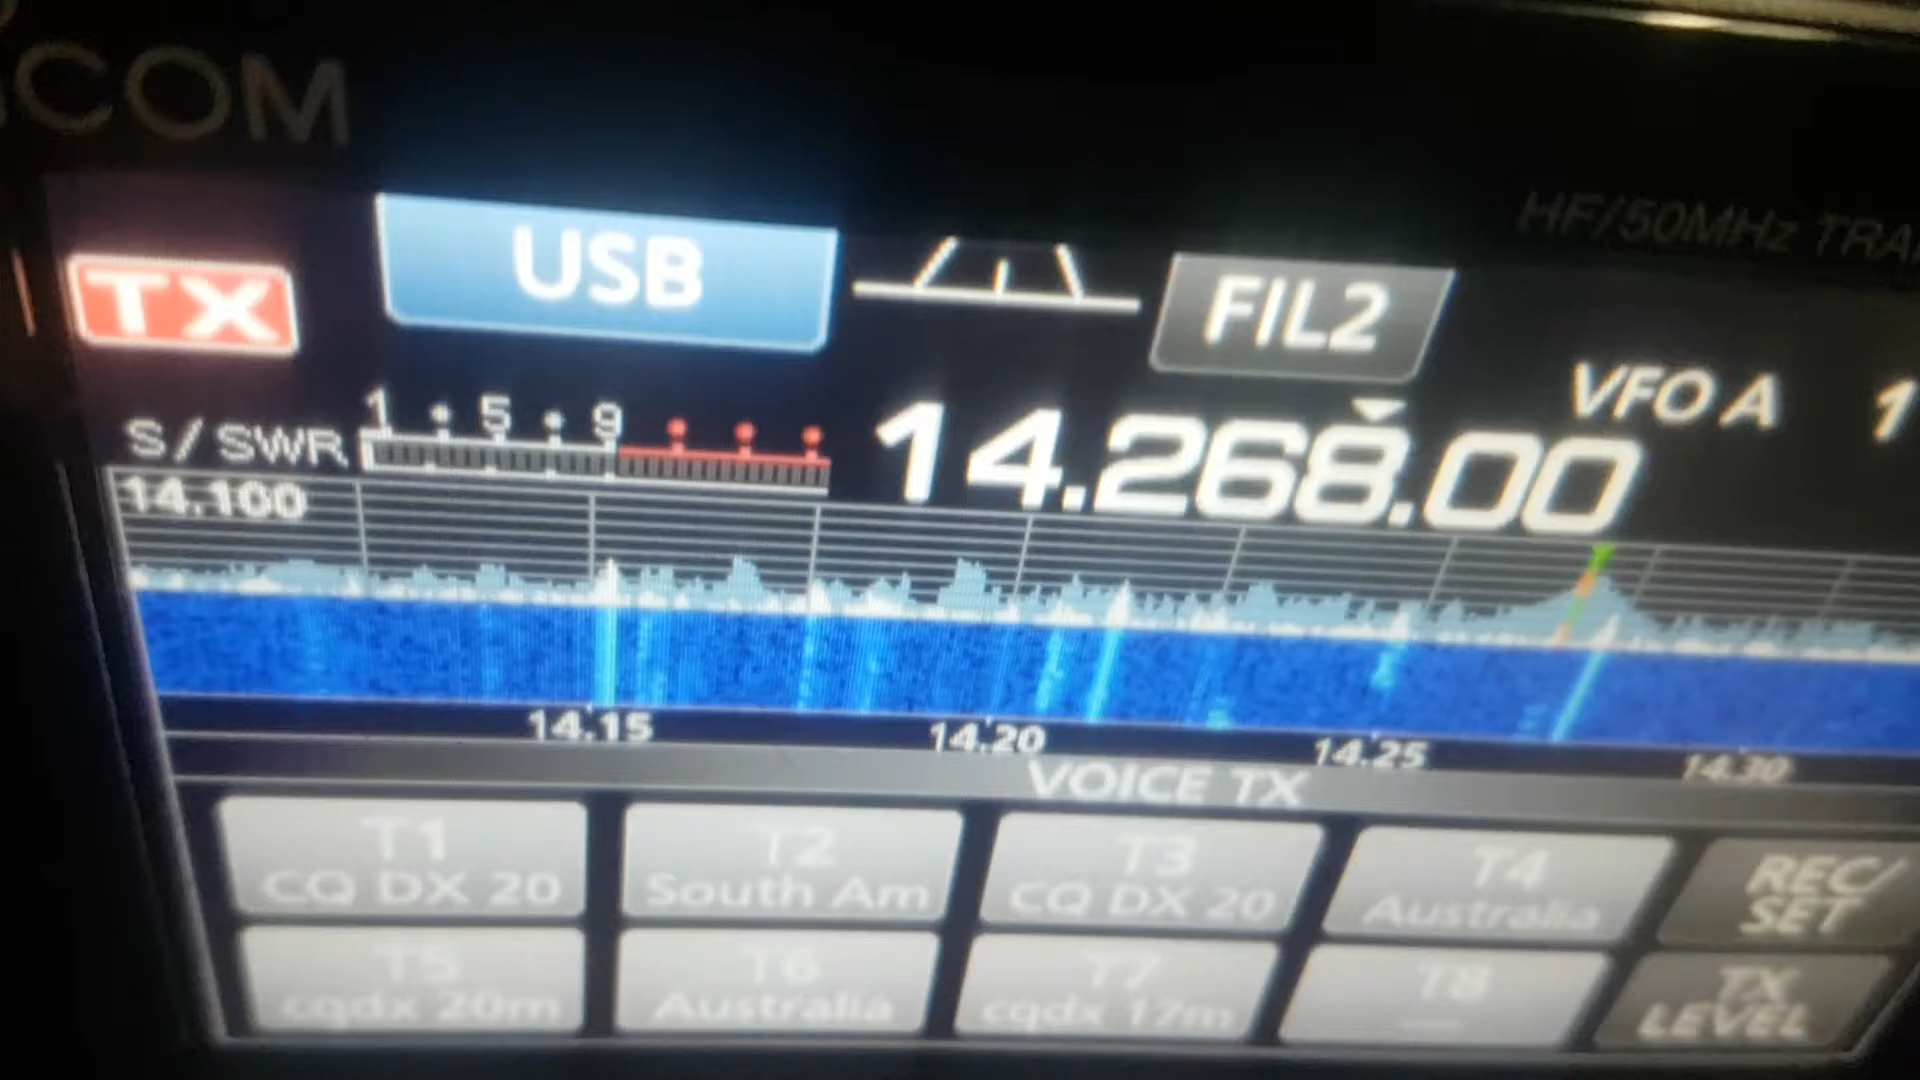 COM
HF/50MHz TRA
TX
USB
FIL2
VFO A 1
S/SWR 1 • 5 • 9
14.268.00
14.100
14.15 14.20 14.25 14.30
VOICE TX
T1 T2 T3 T4 REC/
CQ DX 20 South Am CQ DX 20 Australia SET
T5 T6 T7 T8 TX
cqdx 20m Australia cqdx 17m LEVEL